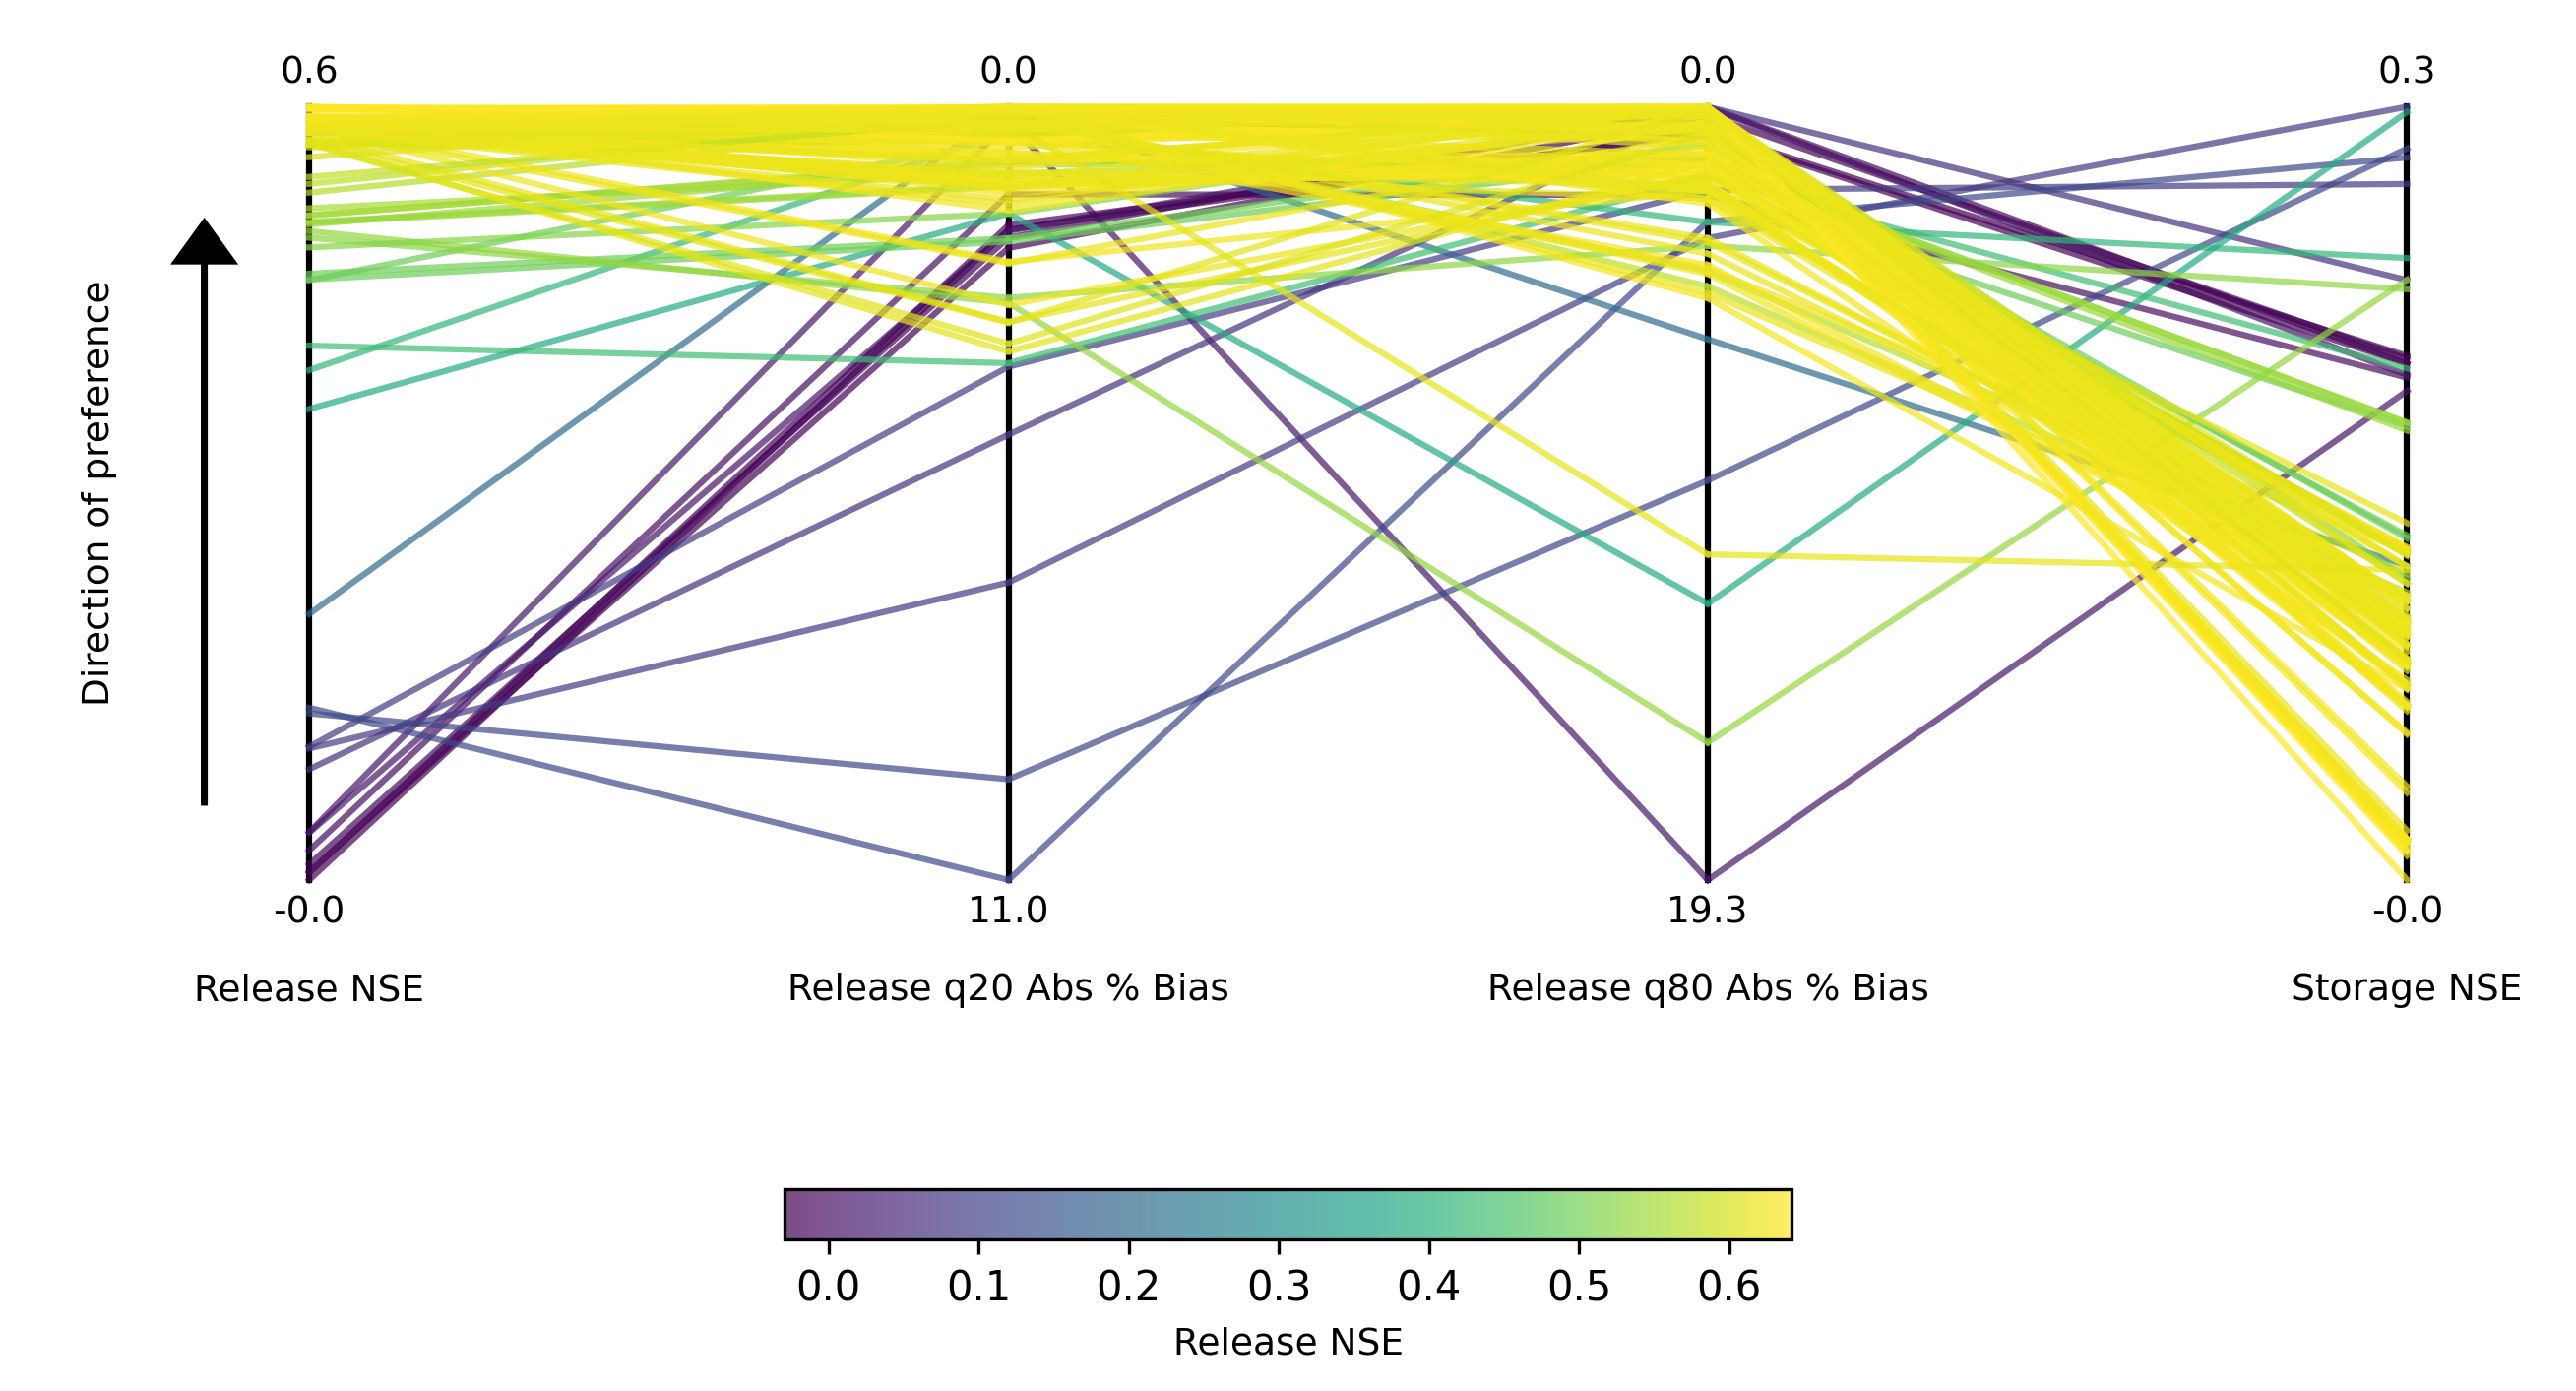 0.6 0.0 0.0 0.3
Direction of preference
-0.0 11.0 19.3 -0.0
Release NSE Release q20 Abs % Bias Release q80 Abs % Bias Storage NSE
0.0 0.1 0.2 0.3 0.4 0.5 0.6
Release NSE